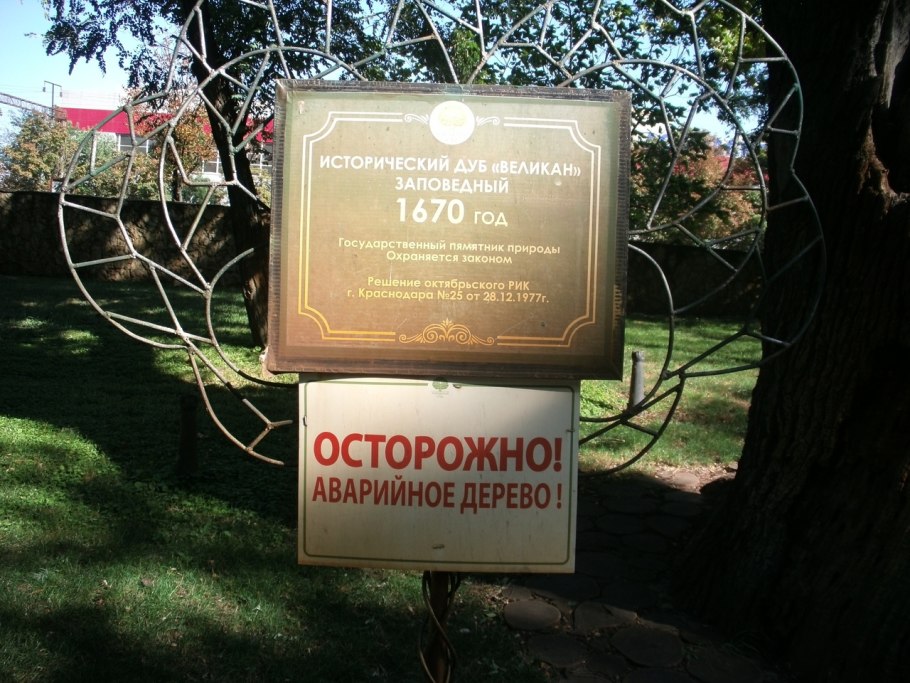 ИСТОРИЧЕСКИЙ ДУБ «ВЕЛИКАН»
ЗАПОВЕДНЫЙ
1670 год
Государственный пямятник природы
Охраняется законом
Решение октябрьского РИК
г. Краснодара №25 от 28.12.1977г.
ОСТОРОЖНО!
АВАРИЙНОЕ ДЕРЕВО !